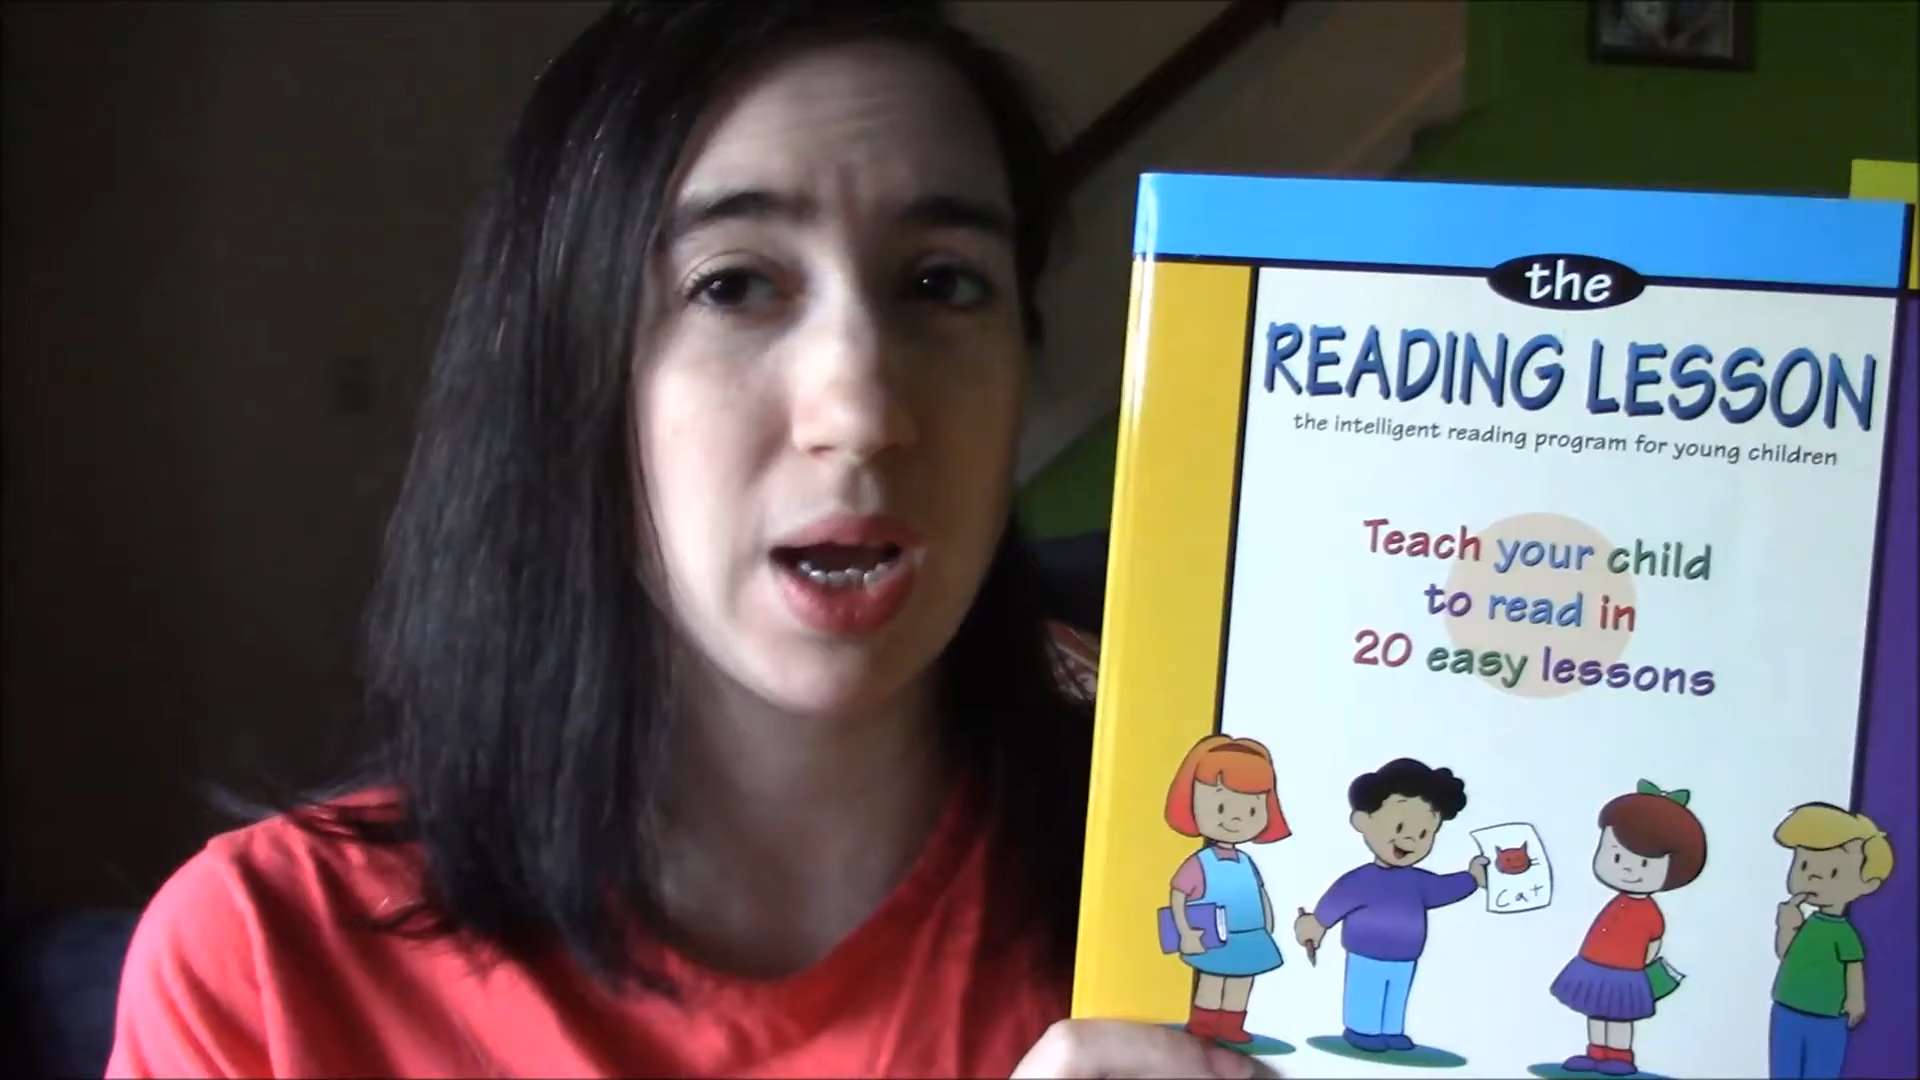 the
READING LESSON
the intelligent reading program for young children
Teach your child
to read in
20 easy lessons
Cat